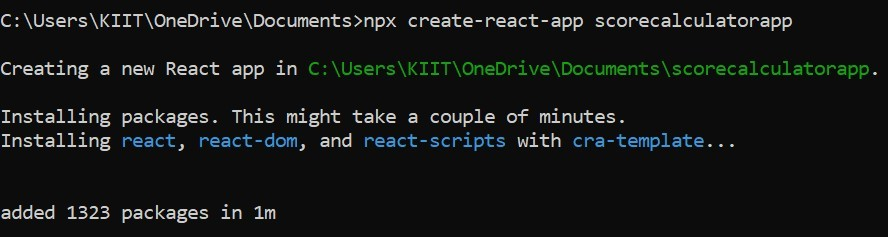 C:\Users\KIIT\OneDrive\Documents>npx create-react-app scorecalculatorapp
Creating a new React app in C:\Users\KIIT\OneDrive\Documents\scorecalculatorapp.
Installing packages. This might take a couple of minutes.
Installing react, react-dom, and react-scripts with cra-template...
added 1323 packages in 1m